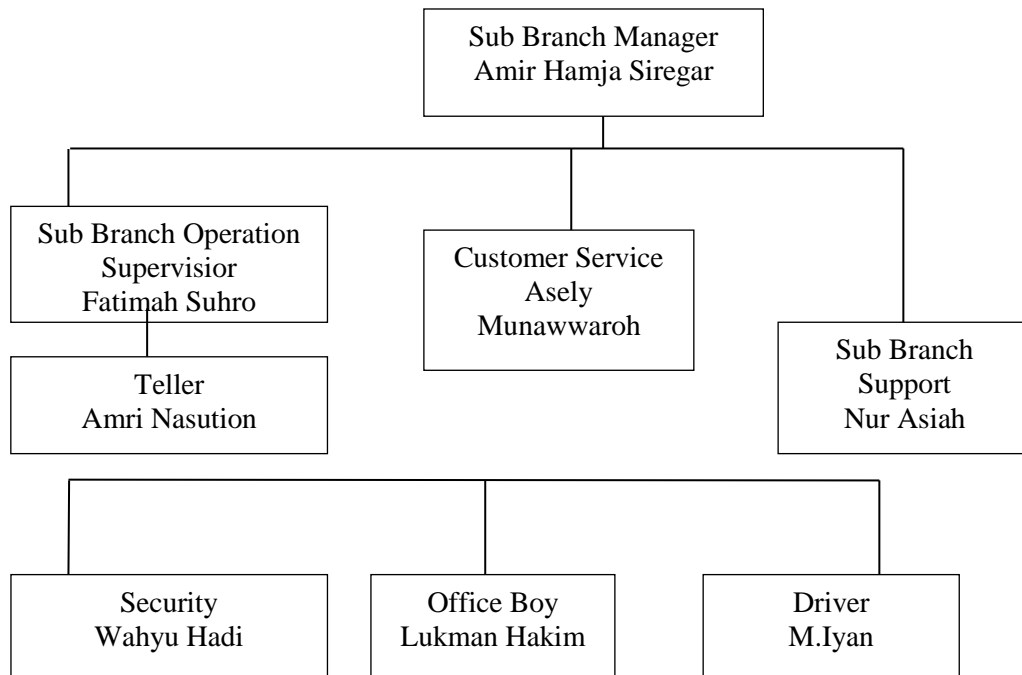 Sub Branch Manager
Amir Hamja Siregar
Sub Branch Operation
Supervisior
Fatimah Suhro
Customer Service
Asely
Munawwaroh
Sub Branch
Support
Nur Asiah
Teller
Amri Nasution
Security
Wahyu Hadi
Office Boy
Lukman Hakim
Driver
M.Iyan